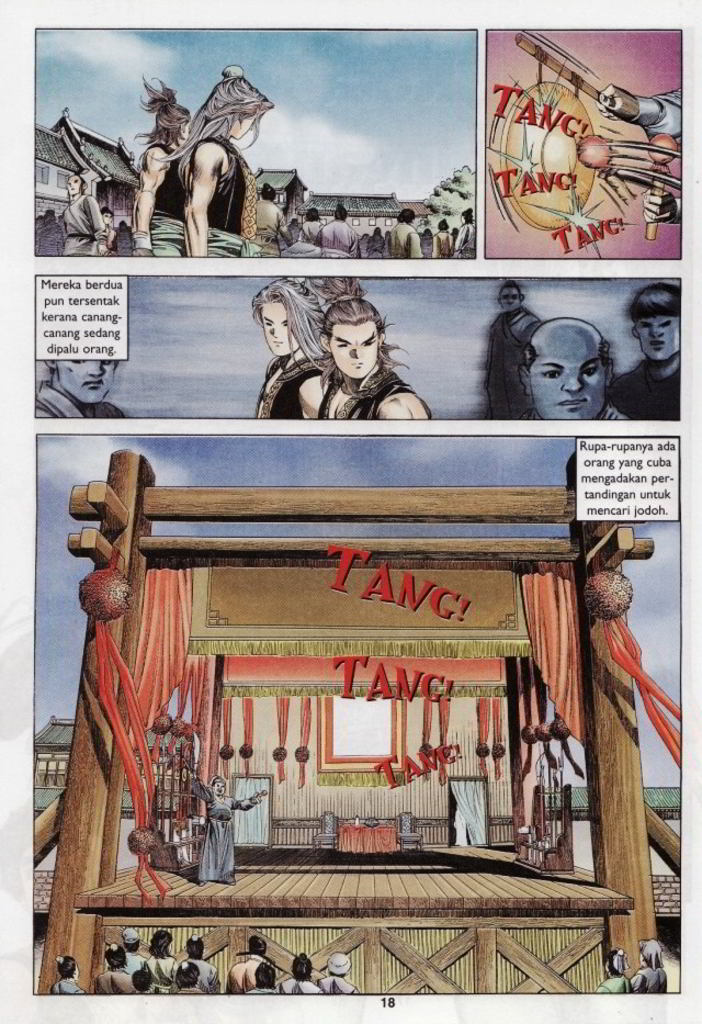 TANG!
TANG!
TANG!
Mereka berdua
pun tersentak
kerana canang-
canang sedang
dipalu orang.
Rupa-rupanya ada
orang yang cuba
mengadakan per-
tandingan untuk
mencari jodoh.
TANG!
TANG!
TANG!
18